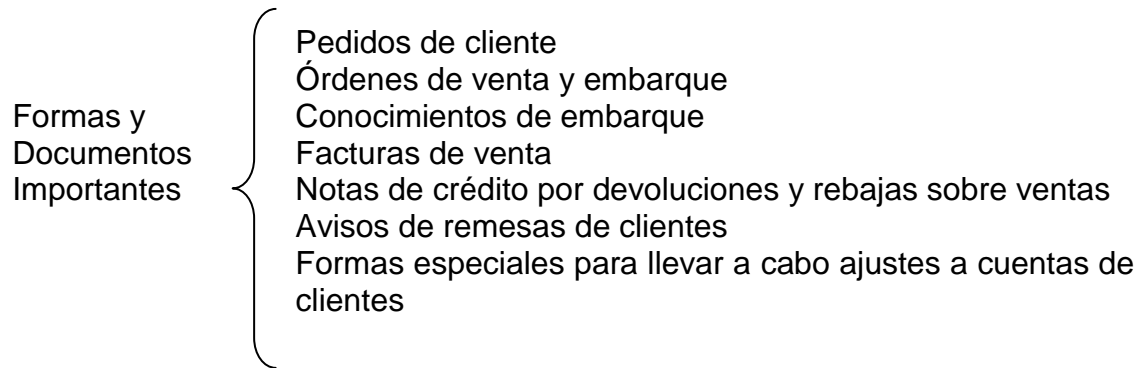 Formas y
Documentos
Importantes
Pedidos de cliente
Órdenes de venta y embarque
Conocimientos de embarque
Facturas de venta
Notas de crédito por devoluciones y rebajas sobre ventas
Avisos de remesas de clientes
Formas especiales para llevar a cabo ajustes a cuentas de
clientes